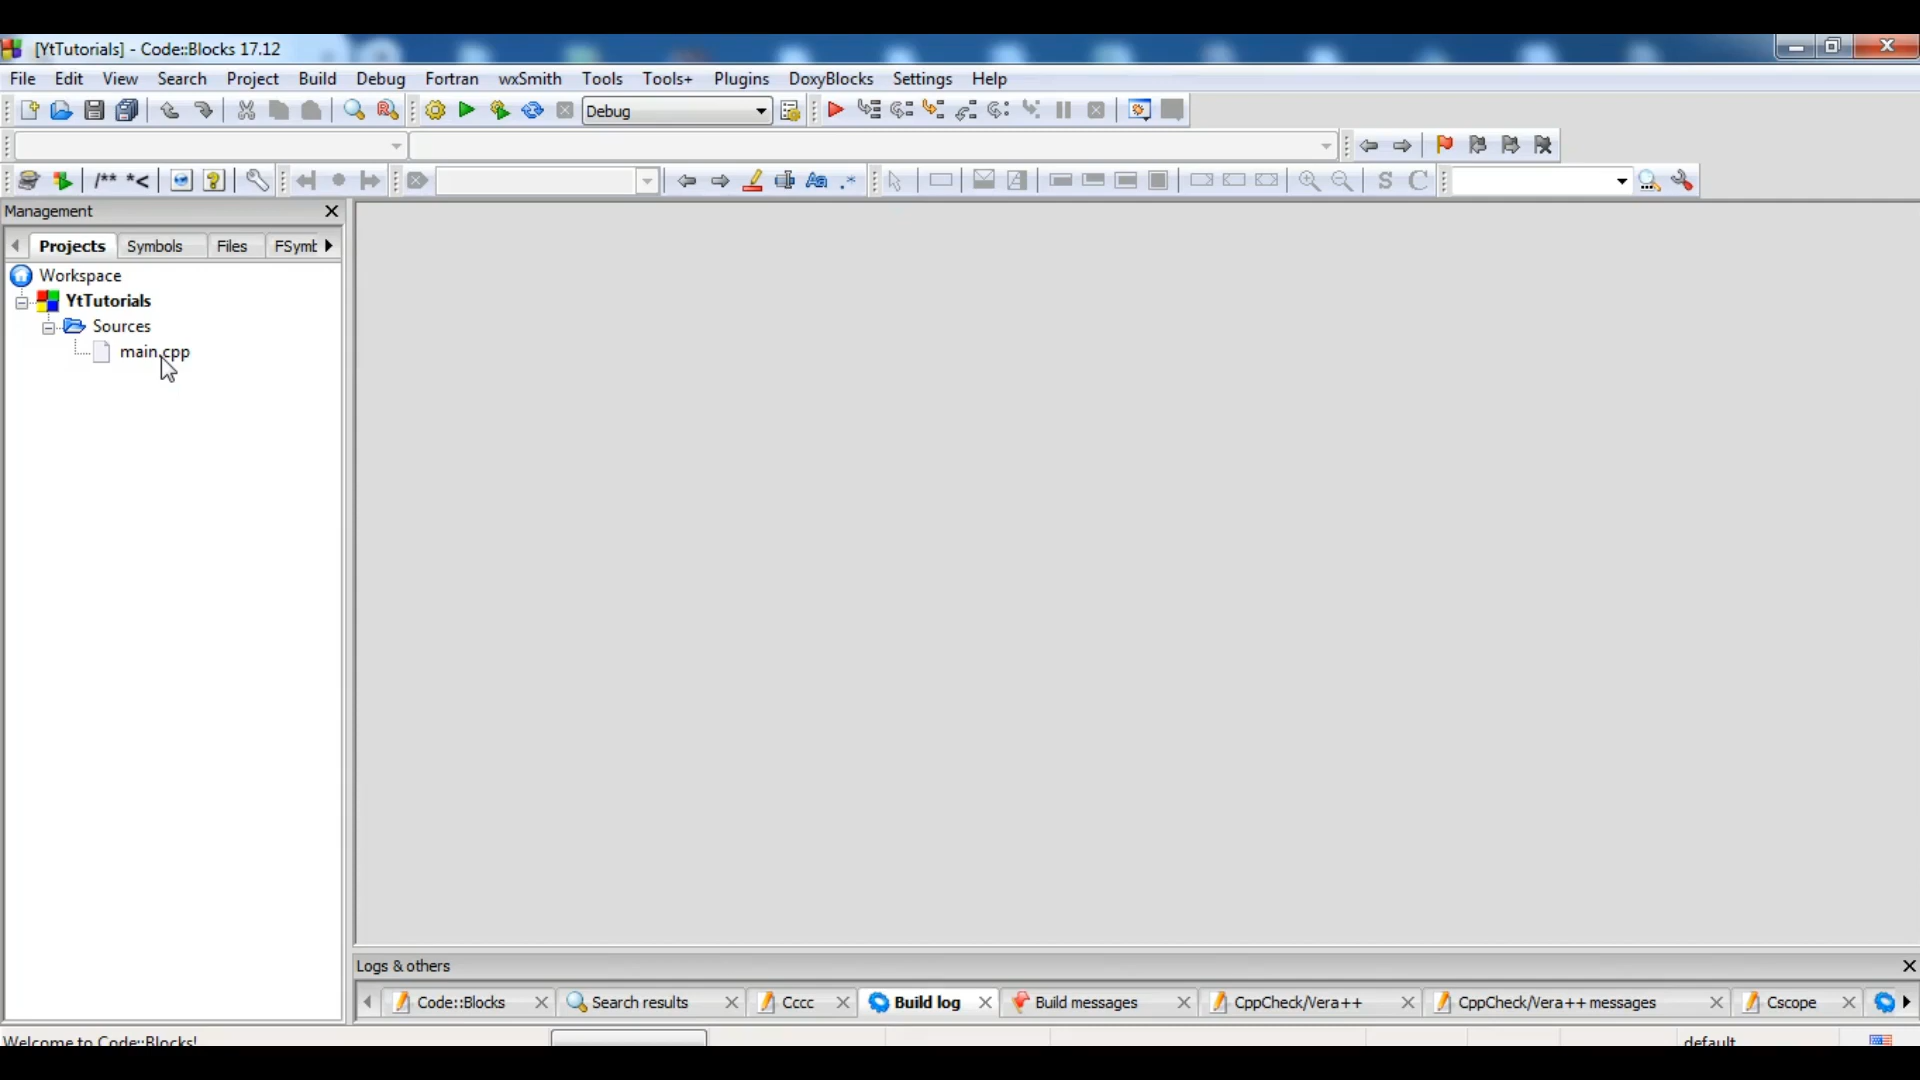 [YtTutorials] - Code::Blocks 17.12
File Edit View Search Project Build Debug Fortran wxSmith Tools Tools+ Plugins DoxyBlocks Settings Help
Debug
/** *<
Aa .* S C
Management
Projects Symbols Files FSymb
Workspace
YtTutorials
Sources
main.cpp
Logs & others
Code::Blocks Search results Cccc Build log Build messages CppCheck/Vera++ CppCheck/Vera++ messages Cscope
Welcome to Code::Blocks! default